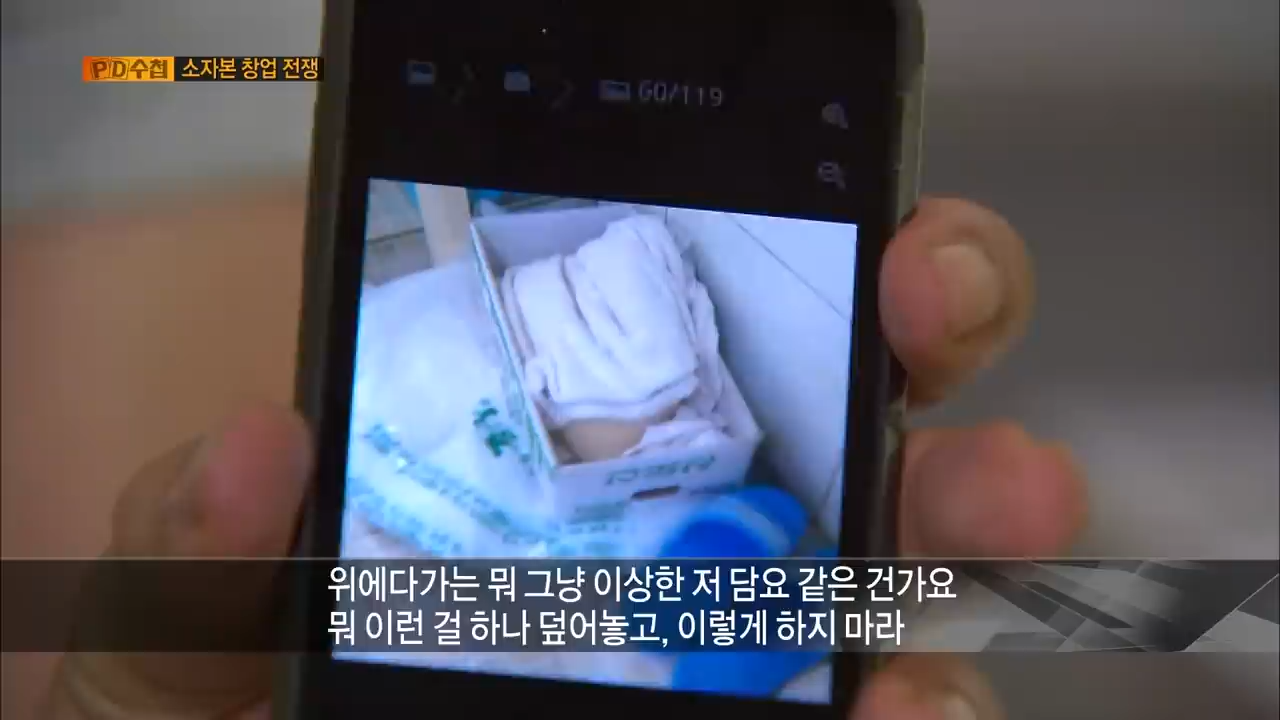 PD수첩 소자본 창업 전쟁
60/119
위에다가는 뭐 그냥 이상한 저 담요 같은 건가요
뭐 이런 걸 하나 덮어놓고, 이렇게 하지 마라